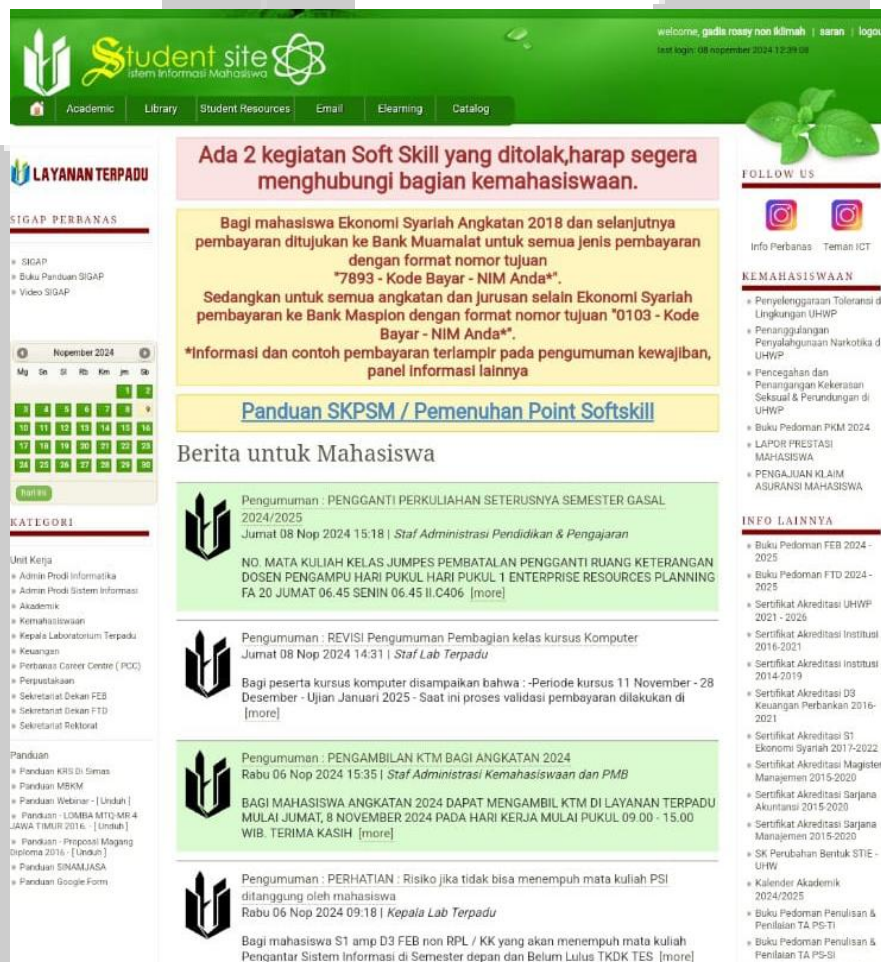 welcome, gadis rossy non iklimah | saran | logou
last login: 08 nopember 2024 12:39:08
Student site
istem Informasi Mahasiswa
Academic Library Student Resources Email Elearning Catalog
LAYANAN TERPADU
SIGAP PERBANAS
» SIGAP
» Buku Panduan SIGAP
» Video SIGAP
Nopember 2024
Mg Sn Sl Rb Km jm Sb
1 2
3 4 5 6 7 8 9
10 11 12 13 14 15 16
17 18 19 20 21 22 23
24 25 26 27 28 29 30
hari ini
KATEGORI
Unit Kerja
» Admin Prodi Informatika
» Admin Prodi Sistem Informasi
» Akademik
» Kemahasiswaan
» Kepala Laboratorium Terpadu
» Keuangan
» Perbanas Career Centre ( PCC)
» Perpustakaan
» Sekretariat Dekan FEB
» Sekretariat Dekan FTD
» Sekretariat Rektorat
Panduan
» Panduan KRS Di Simas
» Panduan MBKM
» Panduan Webinar - [ Unduh ]
» Panduan - LOMBA MTQ-MR 4
JAWA TIMUR 2016. - [ Unduh ]
» Panduan - Proposal Magang
Diploma 2016 - [ Unduh ]
» Panduan SINAMJASA
» Panduan Google Form
Ada 2 kegiatan Soft Skill yang ditolak,harap segera
menghubungi bagian kemahasiswaan.
Bagi mahasiswa Ekonomi Syariah Angkatan 2018 dan selanjutnya
pembayaran ditujukan ke Bank Muamalat untuk semua jenis pembayaran
dengan format nomor tujuan
"7893 - Kode Bayar - NIM Anda*".
Sedangkan untuk semua angkatan dan jurusan selain Ekonomi Syariah
pembayaran ke Bank Maspion dengan format nomor tujuan "0103 - Kode
Bayar - NIM Anda*".
*Informasi dan contoh pembayaran terlampir pada pengumuman kewajiban,
panel informasi lainnya
Panduan SKPSM / Pemenuhan Point Softskill
Berita untuk Mahasiswa
Pengumuman : PENGGANTI PERKULIAHAN SETERUSNYA SEMESTER GASAL
2024/2025
Jumat 08 Nop 2024 15:18 | Staf Administrasi Pendidikan & Pengajaran
NO. MATA KULIAH KELAS JUMPES PEMBATALAN PENGGANTI RUANG KETERANGAN
DOSEN PENGAMPU HARI PUKUL HARI PUKUL 1 ENTERPRISE RESOURCES PLANNING
FA 20 JUMAT 06.45 SENIN 06.45 II.C406 [more]
Pengumuman : REVISI Pengumuman Pembagian kelas kursus Komputer
Jumat 08 Nop 2024 14:31 | Staf Lab Terpadu
Bagi peserta kursus komputer disampaikan bahwa : -Periode kursus 11 November - 28
Desember - Ujian Januari 2025 - Saat ini proses validasi pembayaran dilakukan di
[more]
Pengumuman : PENGAMBILAN KTM BAGI ANGKATAN 2024
Rabu 06 Nop 2024 15:35 | Staf Administrasi Kemahasiswaan dan PMB
BAGI MAHASISWA ANGKATAN 2024 DAPAT MENGAMBIL KTM DI LAYANAN TERPADU
MULAI JUMAT, 8 NOVEMBER 2024 PADA HARI KERJA MULAI PUKUL 09.00 - 15.00
WIB. TERIMA KASIH [more]
Pengumuman : PERHATIAN : Risiko jika tidak bisa menempuh mata kuliah PSI
ditanggung oleh mahasiswa
Rabu 06 Nop 2024 09:18 | Kepala Lab Terpadu
Bagi mahasiswa S1 amp D3 FEB non RPL / KK yang akan menempuh mata kuliah
Pengantar Sistem Informasi di Semester depan dan Belum Lulus TKDK TES [more]
FOLLOW US
Info Perbanas Teman ICT
KEMAHASISWAAN
» Penyelenggaraan Toleransi d
Lingkungan UHWP
» Penanggulangan
Penyalahgunaan Narkotika d
UHWP
» Pencegahan dan
Penangangan Kekerasan
Seksual & Perundungan di
UHWP
» Buku Pedoman PKM 2024
» LAPOR PRESTASI
MAHASISWA
» PENGAJUAN KLAIM
ASURANSI MAHASISWA
INFO LAINNYA
» Buku Pedoman FEB 2024 -
2025
» Buku Pedoman FTD 2024 -
2025
» Sertifikat Akreditasi UHWP
2021 - 2026
» Sertifikat Akreditasi Institusi
2016-2021
» Sertifikat Akreditasi Institusi
2014-2019
» Sertifikat Akreditasi D3
Keuangan Perbankan 2016-
2021
» Sertifikat Akreditasi S1
Ekonomi Syariah 2017-2022
» Sertifikat Akreditasi Magister
Manajemen 2015-2020
» Sertifikat Akreditasi Sarjana
Akuntansi 2015-2020
» Sertifikat Akreditasi Sarjana
Manajemen 2015-2020
» SK Perubahan Bentuk STIE -
UHW
» Kalender Akademik
2024/2025
» Buku Pedoman Penulisan &
Penilaian TA PS-TI
» Buku Pedoman Penulisan &
Penilaian TA PS-SI